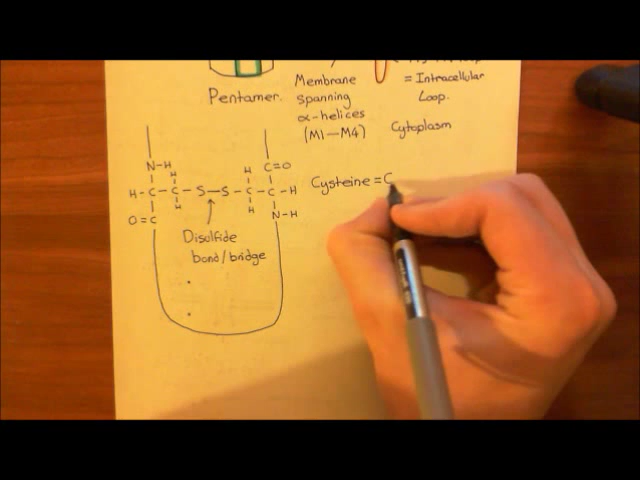 Pentamer.
Membrane
spanning
α-helices
(M1—M4)
= Intracellular
Loop.
Cytoplasm
N–H
H
H–C–C–S–S–C–C–H
H
O=C
H
C=O
H
N–H
Disulfide
bond/bridge
Cysteine = C